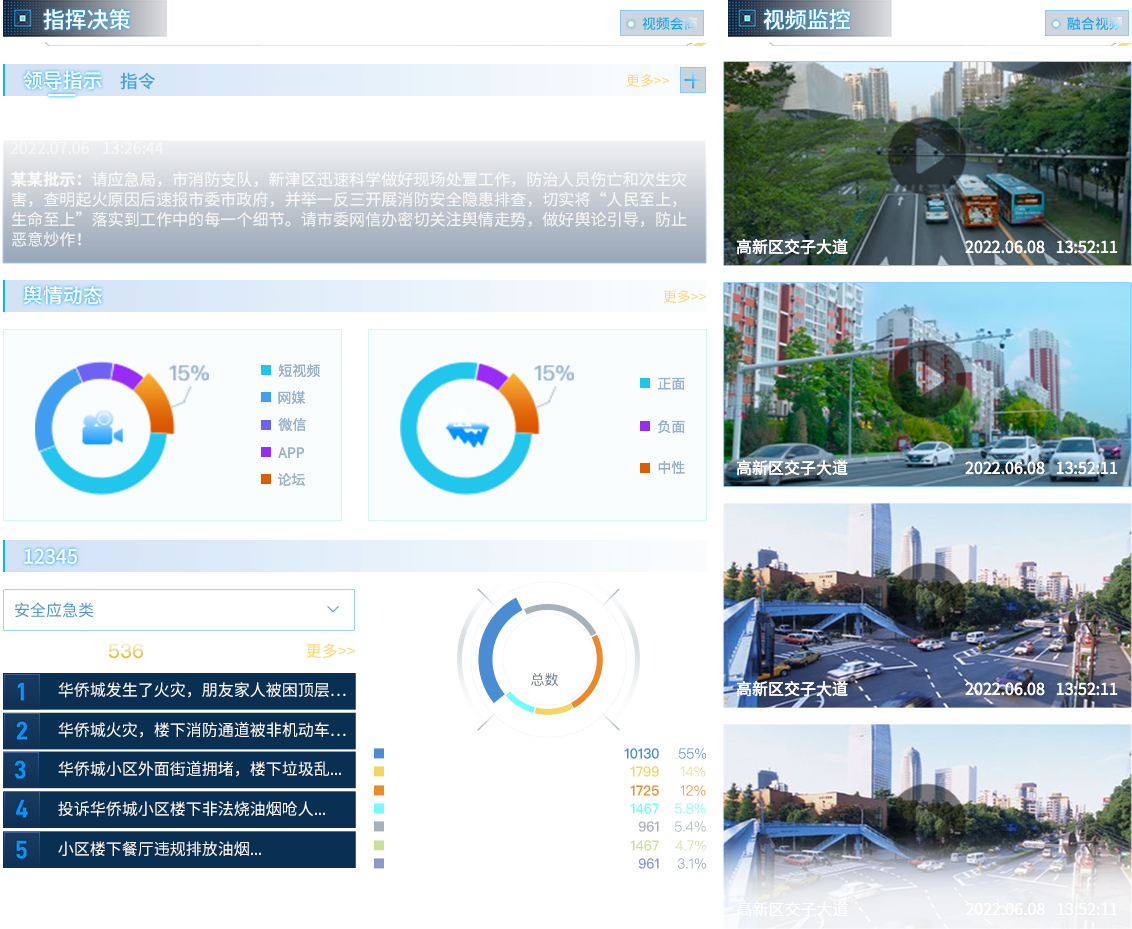 指挥决策
视频会商
领导指示 指令
更多>>
2022.07.06 13:26:44
某某批示：请应急局，市消防支队，新津区迅速科学做好现场处置工作，防治人员伤亡和次生灾
害，查明起火原因后速报市委市政府，并举一反三开展消防安全隐患排查，切实将“人民至上，
生命至上”落实到工作中的每一个细节。请市委网信办密切关注舆情走势，做好舆论引导，防止
恶意炒作！
舆情动态
更多>>
15%
短视频
网媒
微信
APP
论坛
15%
正面
负面
中性
12345
安全应急类
536
更多>>
1 华侨城发生了火灾，朋友家人被困顶层...
2 华侨城火灾，楼下消防通道被非机动车...
3 华侨城小区外面街道拥堵，楼下垃圾乱...
4 投诉华侨城小区楼下非法烧油烟呛人...
5 小区楼下餐厅违规排放油烟...
总数
10130 55%
1799 14%
1725 12%
1467 5.8%
961 5.4%
1467 4.7%
961 3.1%
视频监控
融合视频
高新区交子大道 2022.06.08 13:52:11
高新区交子大道 2022.06.08 13:52:11
高新区交子大道 2022.06.08 13:52:11
高新区交子大道 2022.06.08 13:52:11